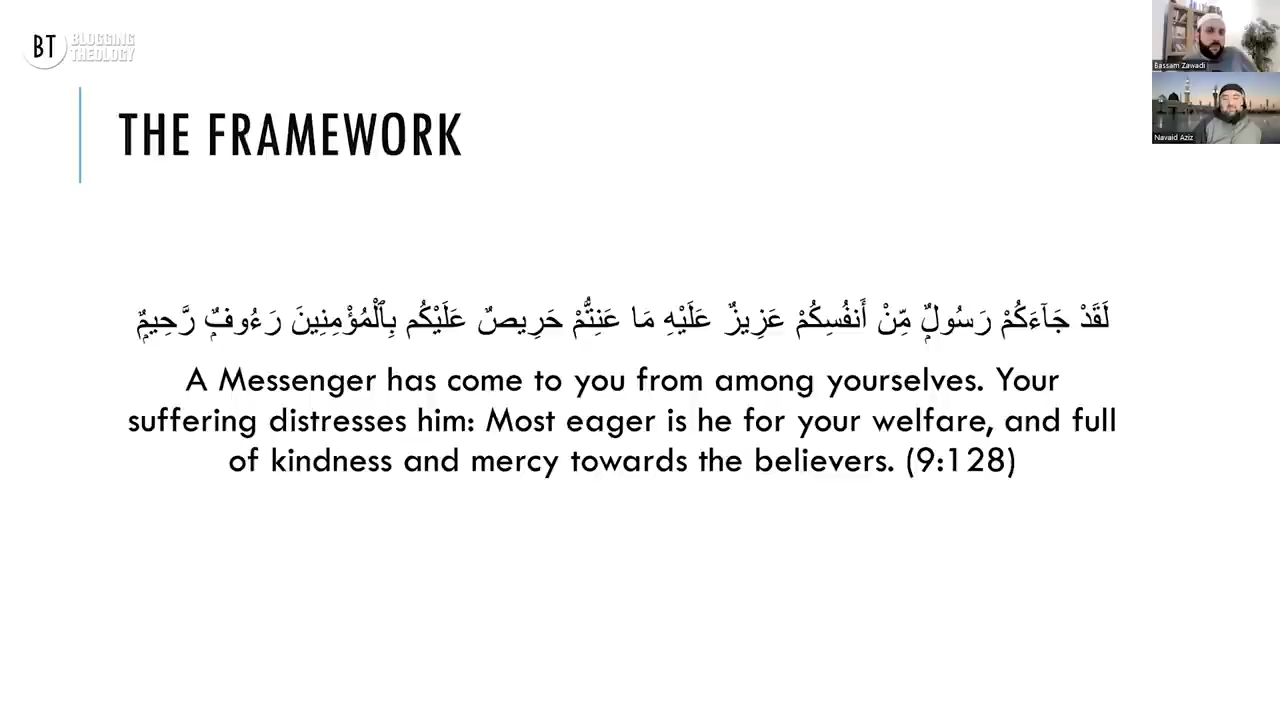 BT BLOGGING
THEOLOGY
Bassam Zawadi
Navaid Aziz
THE FRAMEWORK
لَقَدْ جَآءَكُمْ رَسُولٌۭ مِّنْ أَنفُسِكُمْ عَزِيزٌ عَلَيْهِ مَا عَنِتُّمْ حَرِيصٌ عَلَيْكُم بِٱلْمُؤْمِنِينَ رَءُوفٌۭ رَّحِيمٌۭ
A Messenger has come to you from among yourselves. Your
suffering distresses him: Most eager is he for your welfare, and full
of kindness and mercy towards the believers. (9:128)